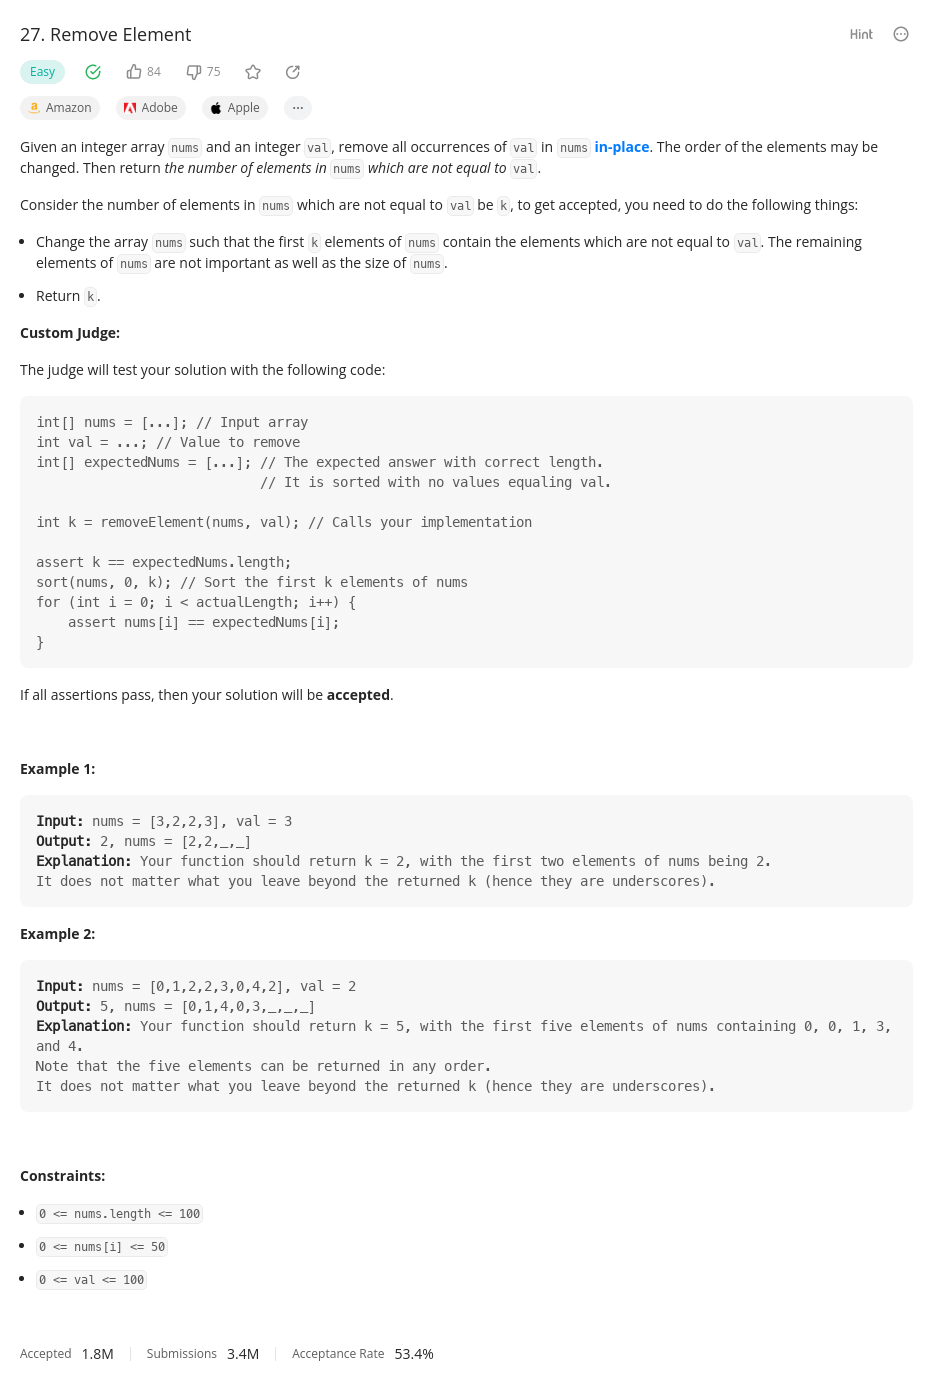 27. Remove Element
Hint
Easy
84
75
Amazon
Adobe
Apple
Given an integer array nums and an integer val, remove all occurrences of val in nums in-place. The order of the elements may be
changed. Then return the number of elements in nums which are not equal to val.
Consider the number of elements in nums which are not equal to val be k, to get accepted, you need to do the following things:
• Change the array nums such that the first k elements of nums contain the elements which are not equal to val. The remaining
elements of nums are not important as well as the size of nums.
• Return k.
Custom Judge:
The judge will test your solution with the following code:
int[] nums = [...]; // Input array
int val = ...; // Value to remove
int[] expectedNums = [...]; // The expected answer with correct length.
                            // It is sorted with no values equaling val.
int k = removeElement(nums, val); // Calls your implementation
assert k == expectedNums.length;
sort(nums, 0, k); // Sort the first k elements of nums
for (int i = 0; i < actualLength; i++) {
    assert nums[i] == expectedNums[i];
}
If all assertions pass, then your solution will be accepted.
Example 1:
Input: nums = [3,2,2,3], val = 3
Output: 2, nums = [2,2,_,_]
Explanation: Your function should return k = 2, with the first two elements of nums being 2.
It does not matter what you leave beyond the returned k (hence they are underscores).
Example 2:
Input: nums = [0,1,2,2,3,0,4,2], val = 2
Output: 5, nums = [0,1,4,0,3,_,_,_]
Explanation: Your function should return k = 5, with the first five elements of nums containing 0, 0, 1, 3,
and 4.
Note that the five elements can be returned in any order.
It does not matter what you leave beyond the returned k (hence they are underscores).
Constraints:
• 0 <= nums.length <= 100
• 0 <= nums[i] <= 50
• 0 <= val <= 100
Accepted 1.8M Submissions 3.4M Acceptance Rate 53.4%